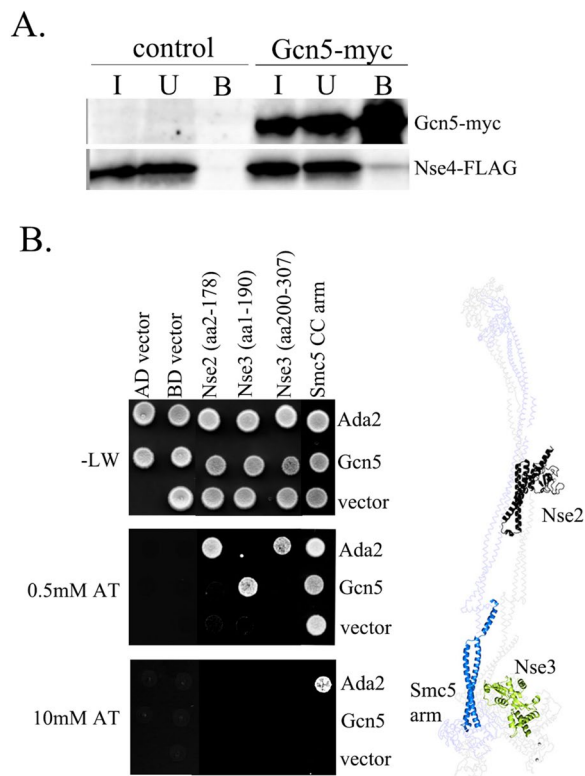 A.
control Gcn5-myc
I U B I U B
Gcn5-myc
Nse4-FLAG
B.
AD vector
BD vector
Nse2 (aa2-178)
Nse3 (aa1-190)
Nse3 (aa200-307)
Smc5 CC arm
-LW
Ada2
Gcn5
vector
0.5mM AT
Ada2
Gcn5
vector
10mM AT
Ada2
Gcn5
vector
Nse2
Nse3
Smc5
arm